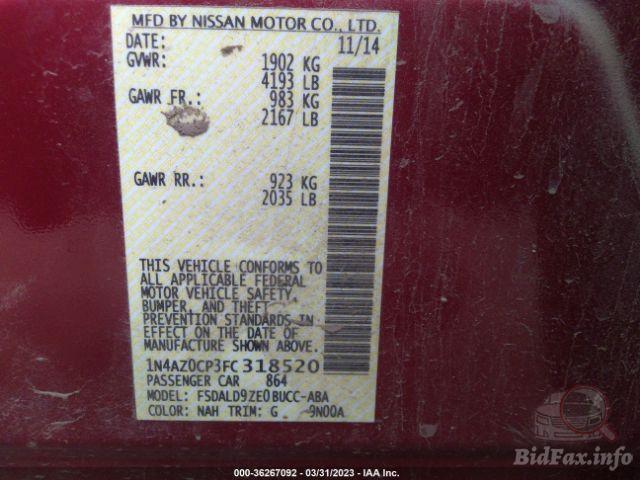 MFD BY NISSAN MOTOR CO., LTD.
DATE: 11/14
GVWR: 1902 KG
4193 LB
GAWR FR.: 983 KG
2167 LB
GAWR RR.: 923 KG
2035 LB
THIS VEHICLE CONFORMS TO
ALL APPLICABLE FEDERAL
MOTOR VEHICLE SAFETY,
BUMPER, AND THEFT
PREVENTION STANDARDS IN
EFFECT ON THE DATE OF
MANUFACTURE SHOWN ABOVE.
1N4AZ0CP3FC 318520
PASSENGER CAR 864
MODEL: FSDALD9ZE0BUCC-ABA
COLOR: NAH TRIM: G 9N00A
BidFax.info
000-36267092 - 03/31/2023 - IAA Inc.